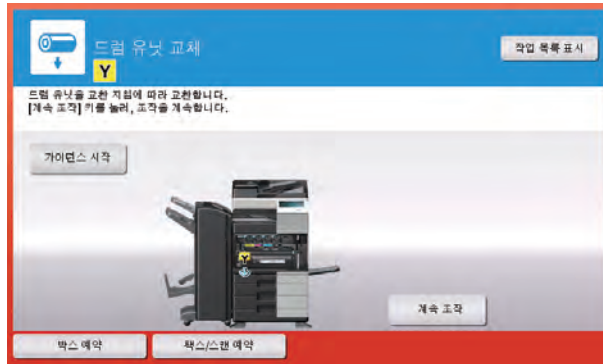 드럼 유닛 교체
작업 목록 표시
Y
드럼 유닛을 교환 지침에 따라 교환합니다.
[계속 조작] 키를 눌러, 조작을 계속합니다.
가이던스 시작
Y
계속 조작
박스 예약
팩스/스캔 예약